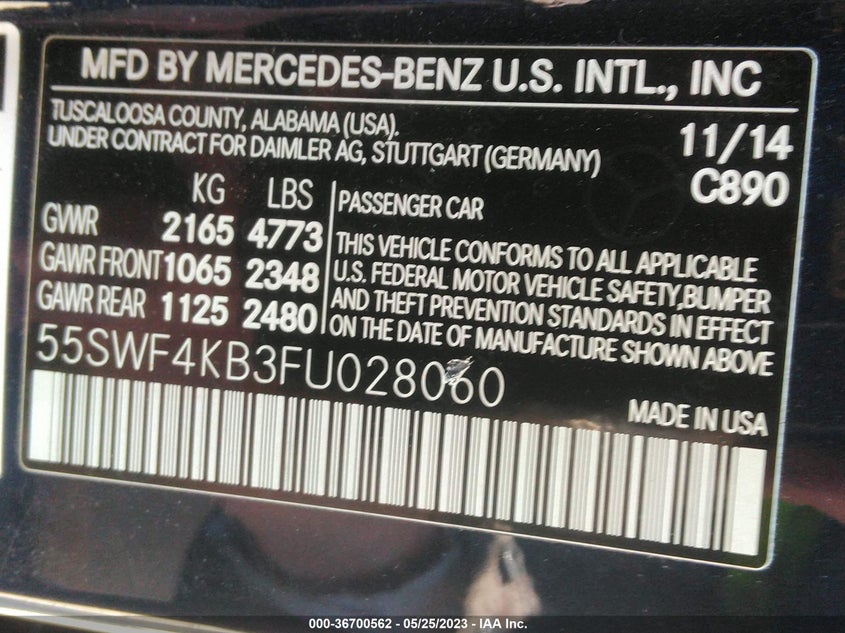 MFD BY MERCEDES-BENZ U.S. INTL., INC
TUSCALOOSA COUNTY, ALABAMA (USA).
UNDER CONTRACT FOR DAIMLER AG, STUTTGART (GERMANY)
11/14
C890
KG LBS
GVWR 2165 4773
GAWR FRONT 1065 2348
GAWR REAR 1125 2480
PASSENGER CAR
THIS VEHICLE CONFORMS TO ALL APPLICABLE
U.S. FEDERAL MOTOR VEHICLE SAFETY, BUMPER
AND THEFT PREVENTION STANDARDS IN EFFECT
ON THE DATE OF MANUFACTURE SHOWN ABOVE
55SWF4KB3FU028060
MADE IN USA
000-36700562 - 05/25/2023 - IAA Inc.